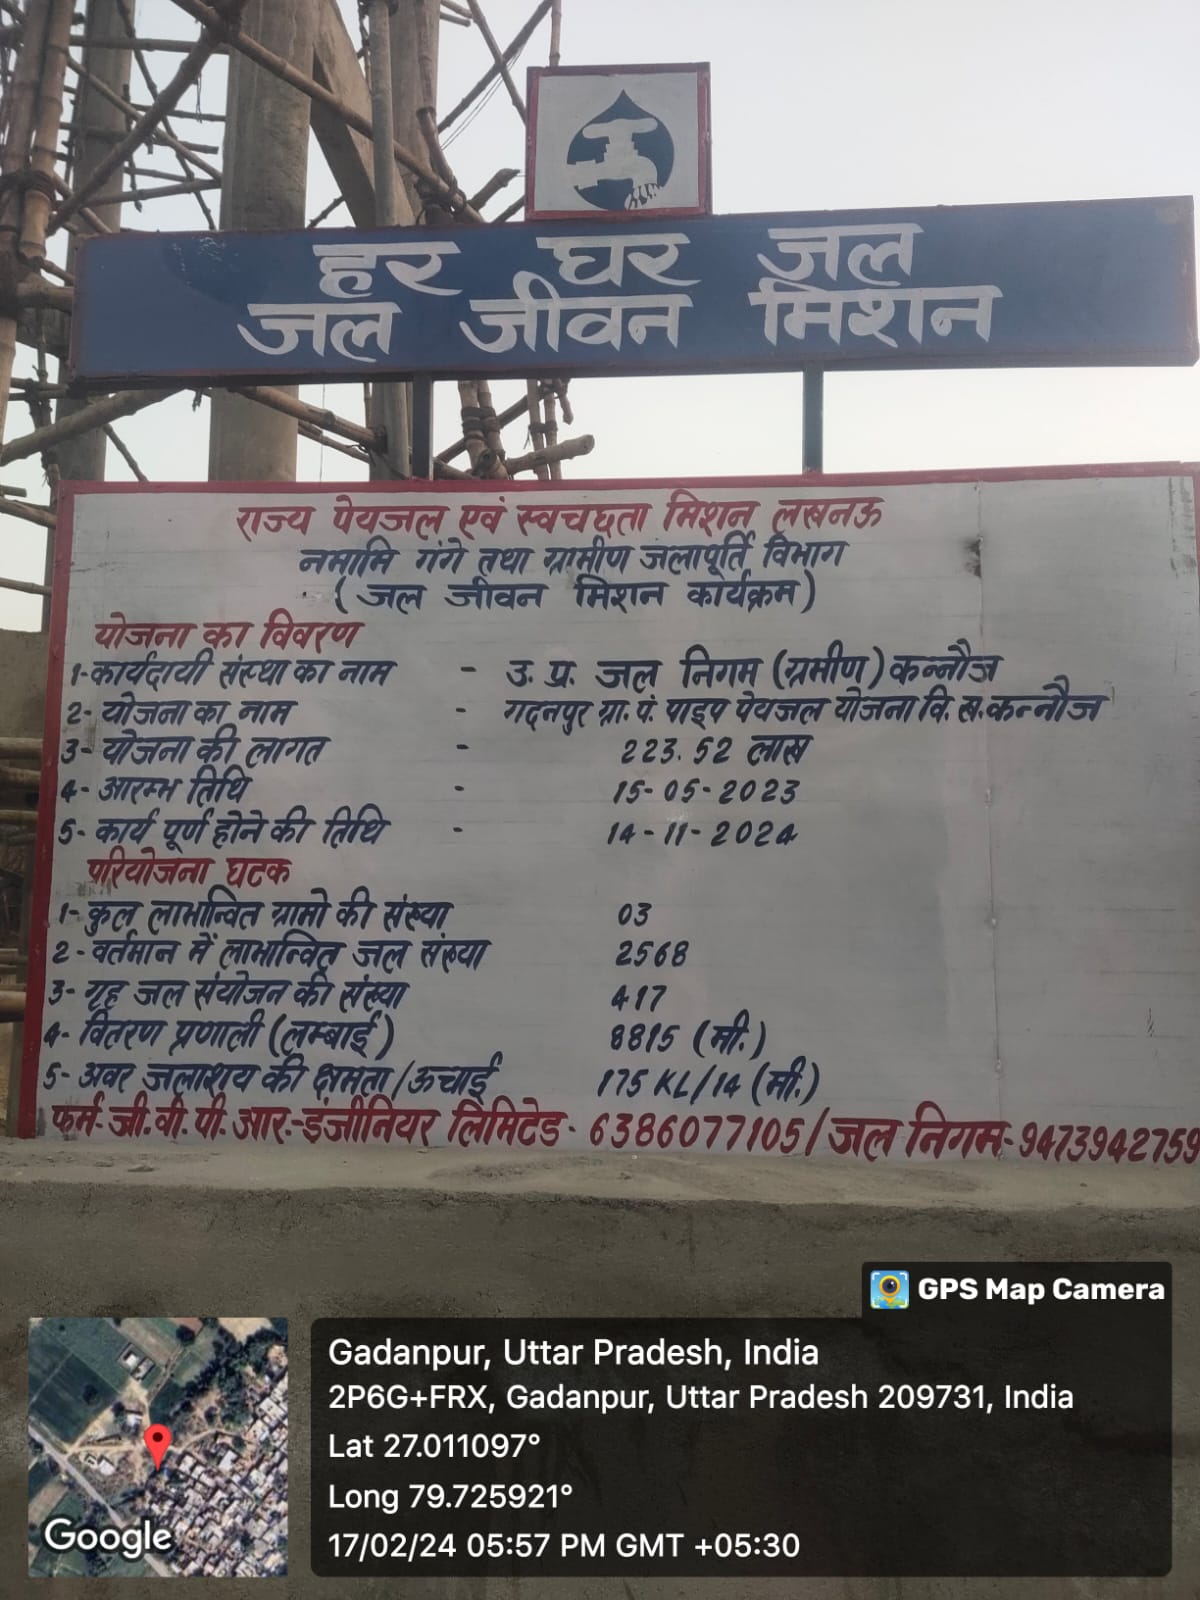 हर घर जल
जल जीवन मिशन
राज्य पेयजल एवं स्वच्छता मिशन लखनऊ
नमामि गंगे तथा ग्रामीण जलापूर्ति विभाग
(जल जीवन मिशन कार्यक्रम)
योजना का विवरण
1- कार्यदायी संस्था का नाम - उ. प्र. जल निगम (ग्रामीण) कन्नौज
2- योजना का नाम - गदनपुर ग्रा. पं. पाइप पेयजल योजना वि. ख. कन्नौज
3- योजना की लागत - 223.52 लाख
4- आरम्भ तिथि - 15-05-2023
5- कार्य पूर्ण होने की तिथि - 14-11-2024
परियोजना घटक
1- कुल लाभान्वित ग्रामो की संख्या 03
2- वर्तमान में लाभान्वित जल संख्या 2568
3- गृह जल संयोजन की संख्या 417
4- वितरण प्रणाली (लम्बाई) 8815 (मी.)
5- अवर जलाशय की क्षमता/ऊचाई 175 KL/14 (मी.)
फर्म- जी. वी. पी. आर.- इंजीनियर लिमिटेड- 6386077105/जल निगम- 9473942759
GPS Map Camera
Gadanpur, Uttar Pradesh, India
2P6G+FRX, Gadanpur, Uttar Pradesh 209731, India
Lat 27.011097°
Long 79.725921°
17/02/24 05:57 PM GMT +05:30
Google